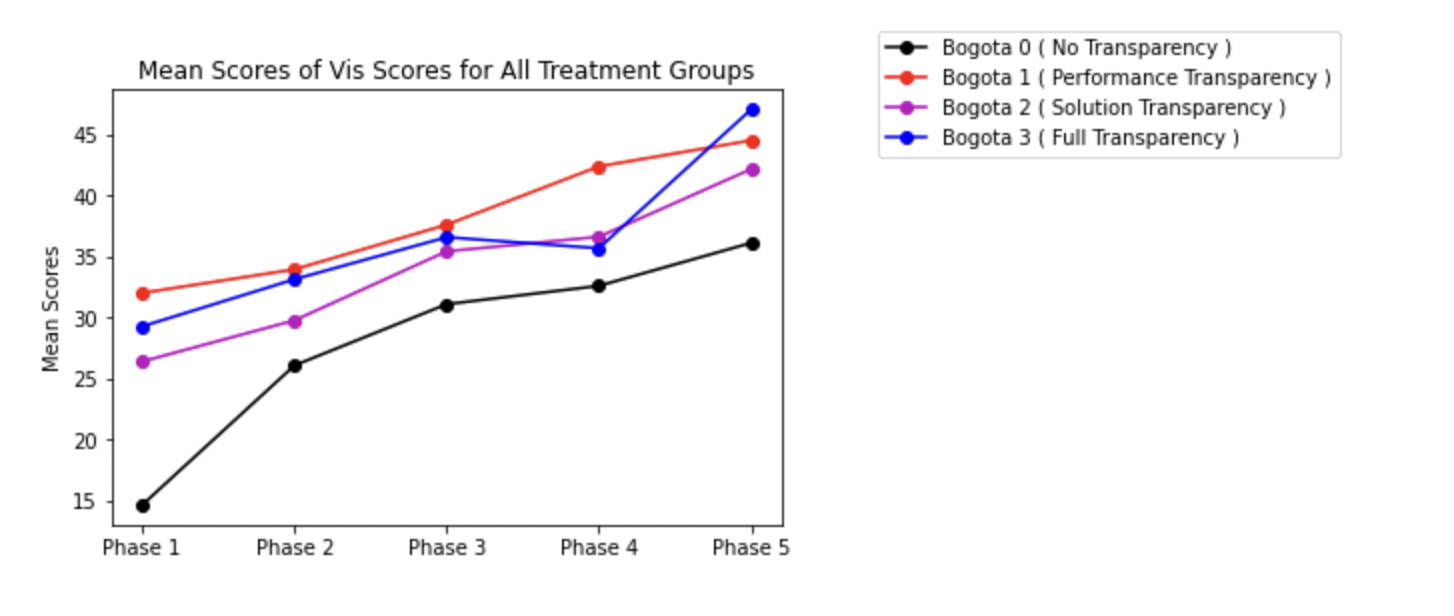 Mean Scores of Vis Scores for All Treatment Groups
Bogota 0 ( No Transparency )
Bogota 1 ( Performance Transparency )
Bogota 2 ( Solution Transparency )
Bogota 3 ( Full Transparency )
Mean Scores
45
40
35
30
25
20
15
Phase 1 Phase 2 Phase 3 Phase 4 Phase 5